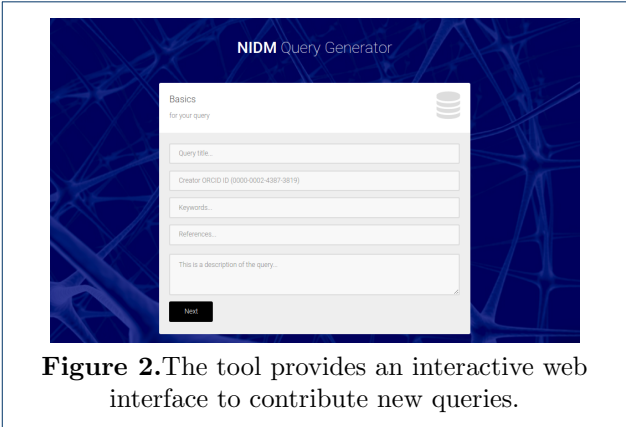 NIDM Query Generator
Basics
for your query
Query title...
Creator ORCID.ID (0000-0002-4387-3819)
Keywords...
References...
This is a description of the query...
Next
Figure 2.The tool provides an interactive web
interface to contribute new queries.